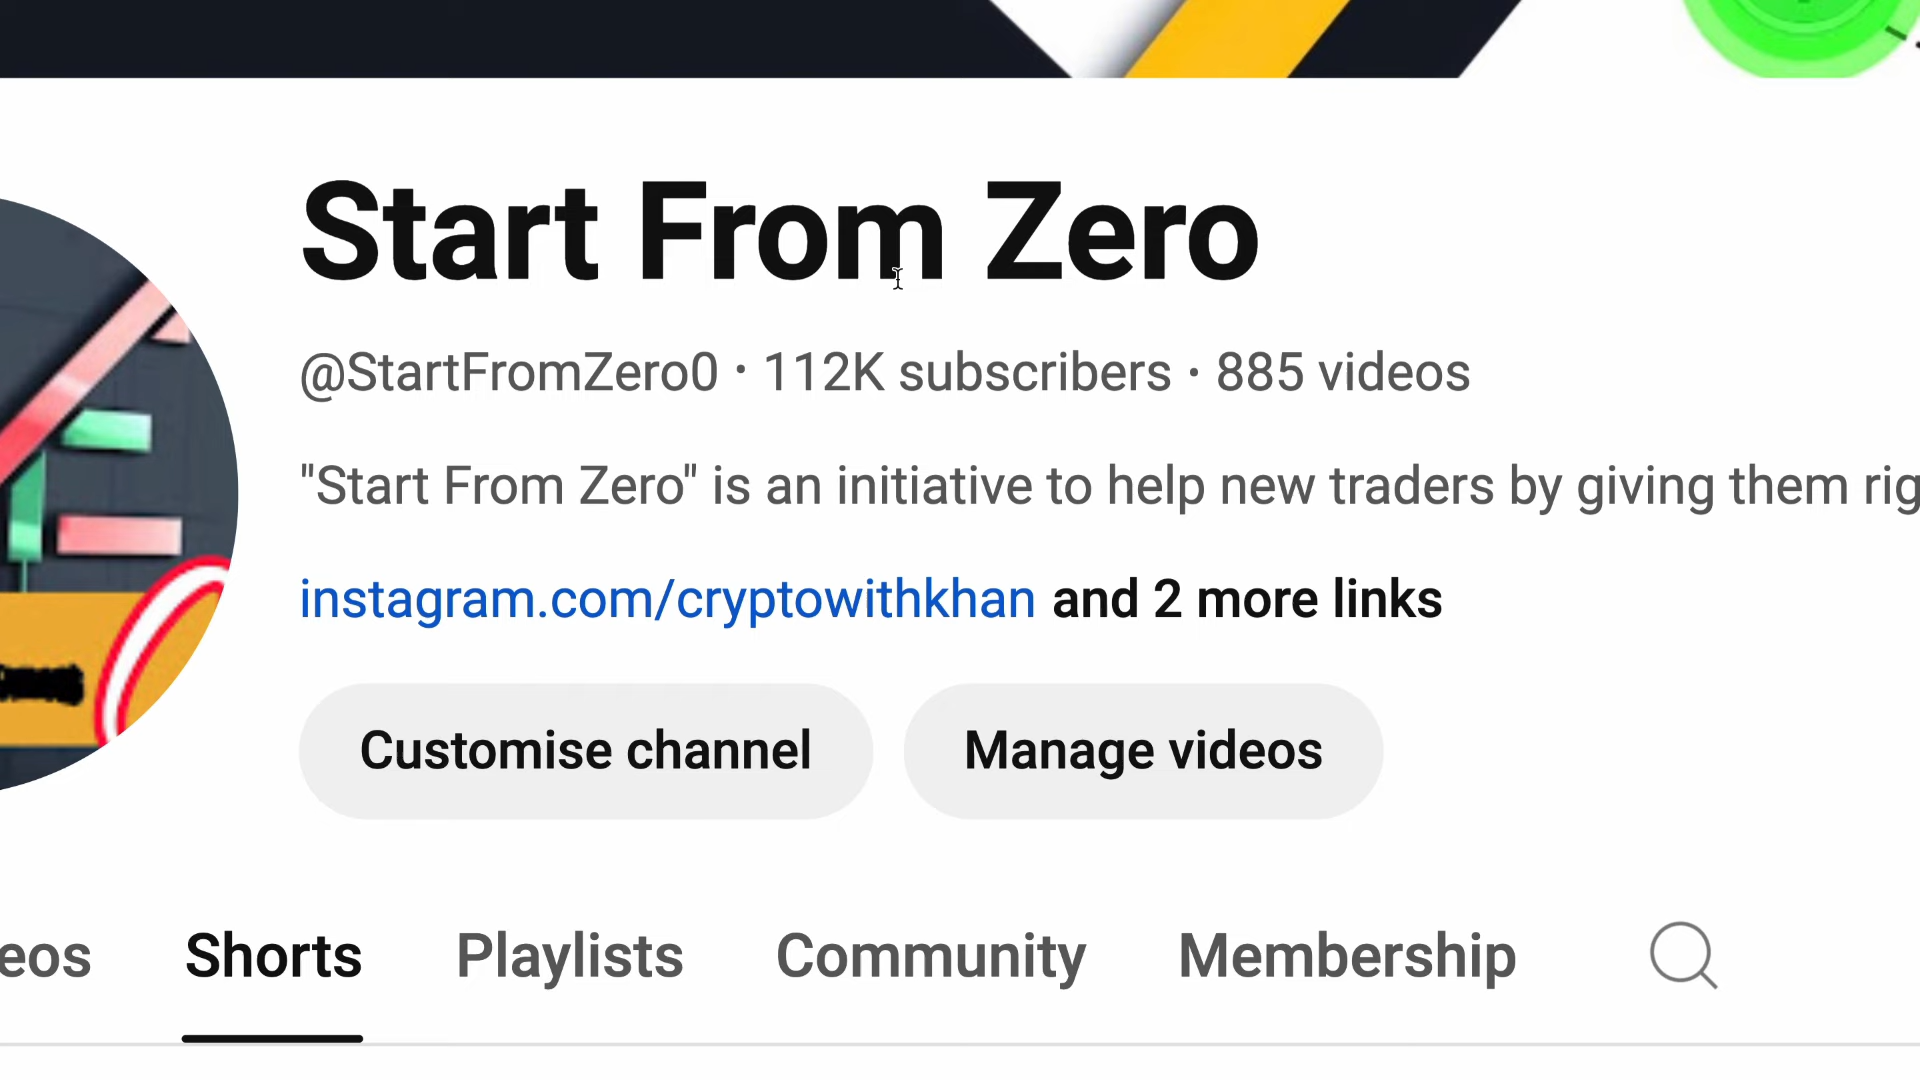 Start From Zero
@StartFromZero0 · 112K subscribers · 885 videos
"Start From Zero" is an initiative to help new traders by giving them rig
instagram.com/cryptowithkhan and 2 more links
Customise channel Manage videos
eos Shorts Playlists Community Membership